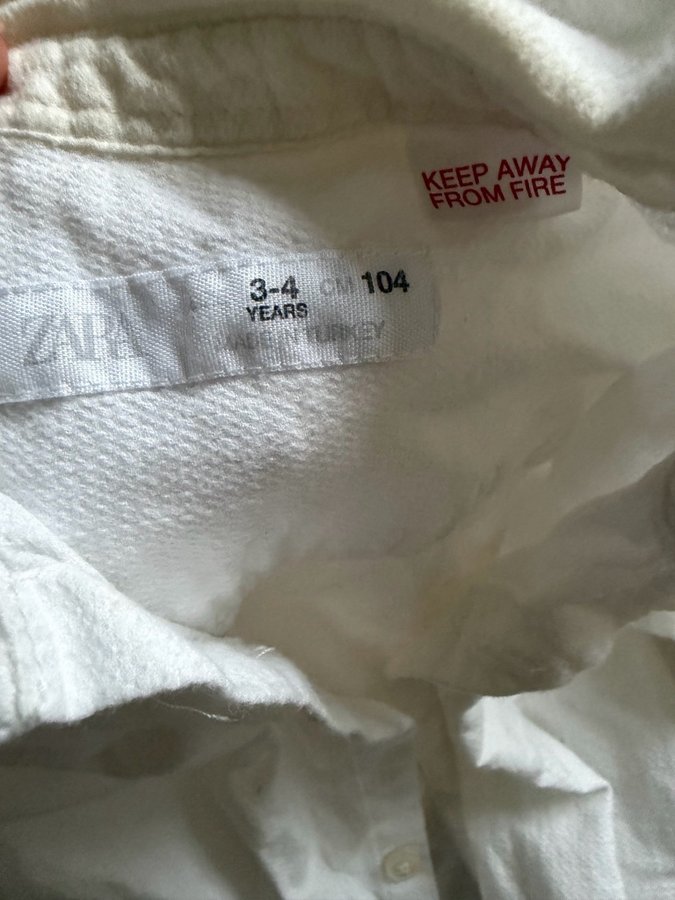 KEEP AWAY
FROM FIRE
ZARA
3-4 CM 104
YEARS
MADE IN TURKEY